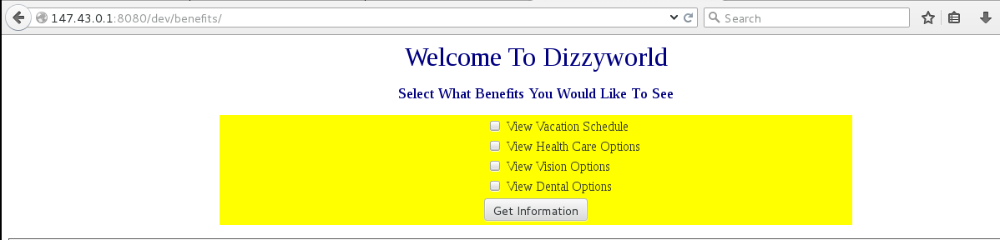 147.43.0.1:8080/dev/benefits/
Search
Welcome To Dizzyworld
Select What Benefits You Would Like To See
View Vacation Schedule
View Health Care Options
View Vision Options
View Dental Options
Get Information